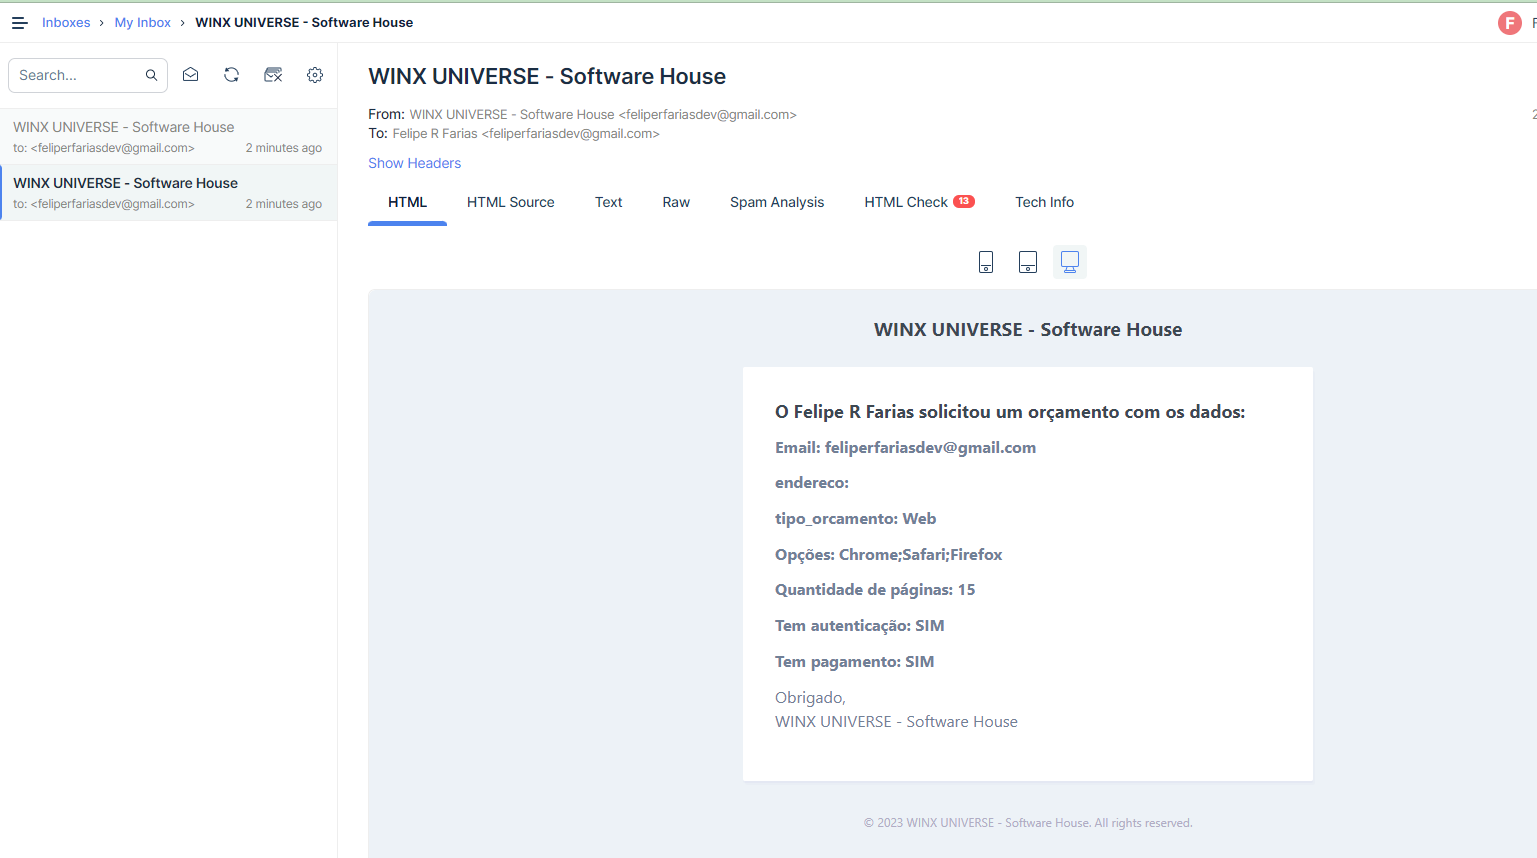 Inboxes › My Inbox › WINX UNIVERSE - Software House
F
Search...
WINX UNIVERSE - Software House
to: <feliperfariasdev@gmail.com> 2 minutes ago
WINX UNIVERSE - Software House
to: <feliperfariasdev@gmail.com> 2 minutes ago
WINX UNIVERSE - Software House
From: WINX UNIVERSE - Software House <feliperfariasdev@gmail.com>
To: Felipe R Farias <feliperfariasdev@gmail.com>
Show Headers
HTML HTML Source Text Raw Spam Analysis HTML Check 13 Tech Info
WINX UNIVERSE - Software House
O Felipe R Farias solicitou um orçamento com os dados:
Email: feliperfariasdev@gmail.com
endereco:
tipo_orcamento: Web
Opções: Chrome;Safari;Firefox
Quantidade de páginas: 15
Tem autenticação: SIM
Tem pagamento: SIM
Obrigado,
WINX UNIVERSE - Software House
© 2023 WINX UNIVERSE - Software House. All rights reserved.